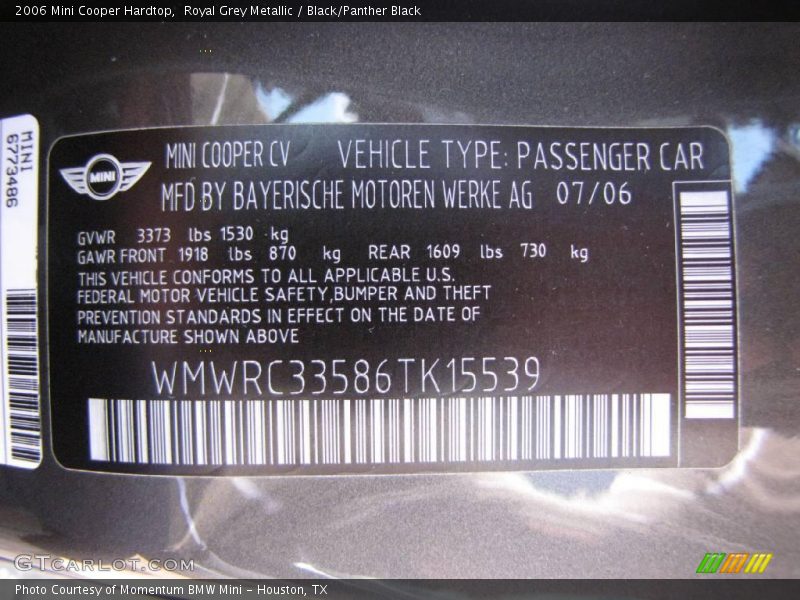 2006 Mini Cooper Hardtop, Royal Grey Metallic / Black/Panther Black
MINI
6773486
MINI
MINI COOPER CV VEHICLE TYPE: PASSENGER CAR
MFD BY BAYERISCHE MOTOREN WERKE AG 07/06
GVWR 3373 lbs 1530 kg
GAWR FRONT 1918 lbs 870 kg REAR 1609 lbs 730 kg
THIS VEHICLE CONFORMS TO ALL APPLICABLE U.S.
FEDERAL MOTOR VEHICLE SAFETY,BUMPER AND THEFT
PREVENTION STANDARDS IN EFFECT ON THE DATE OF
MANUFACTURE SHOWN ABOVE
WMWRC33586TK15539
GTCARLOT.COM
Photo Courtesy of Momentum BMW Mini - Houston, TX